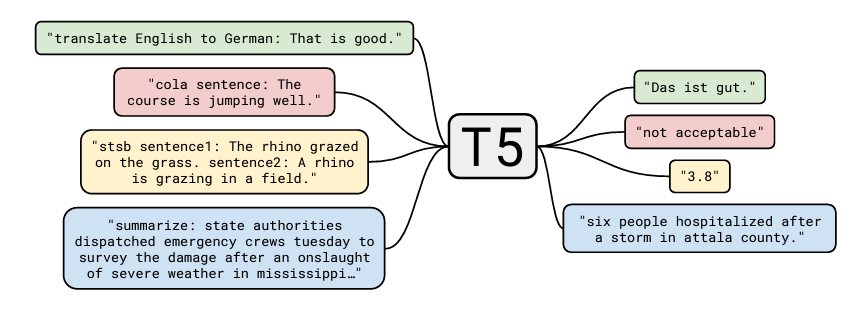 "translate English to German: That is good."
"cola sentence: The
course is jumping well."
"stsb sentence1: The rhino grazed
on the grass. sentence2: A rhino
is grazing in a field."
"summarize: state authorities
dispatched emergency crews tuesday to
survey the damage after an onslaught
of severe weather in mississippi…"
T5
"Das ist gut."
"not acceptable"
"3.8"
"six people hospitalized after
a storm in attala county."